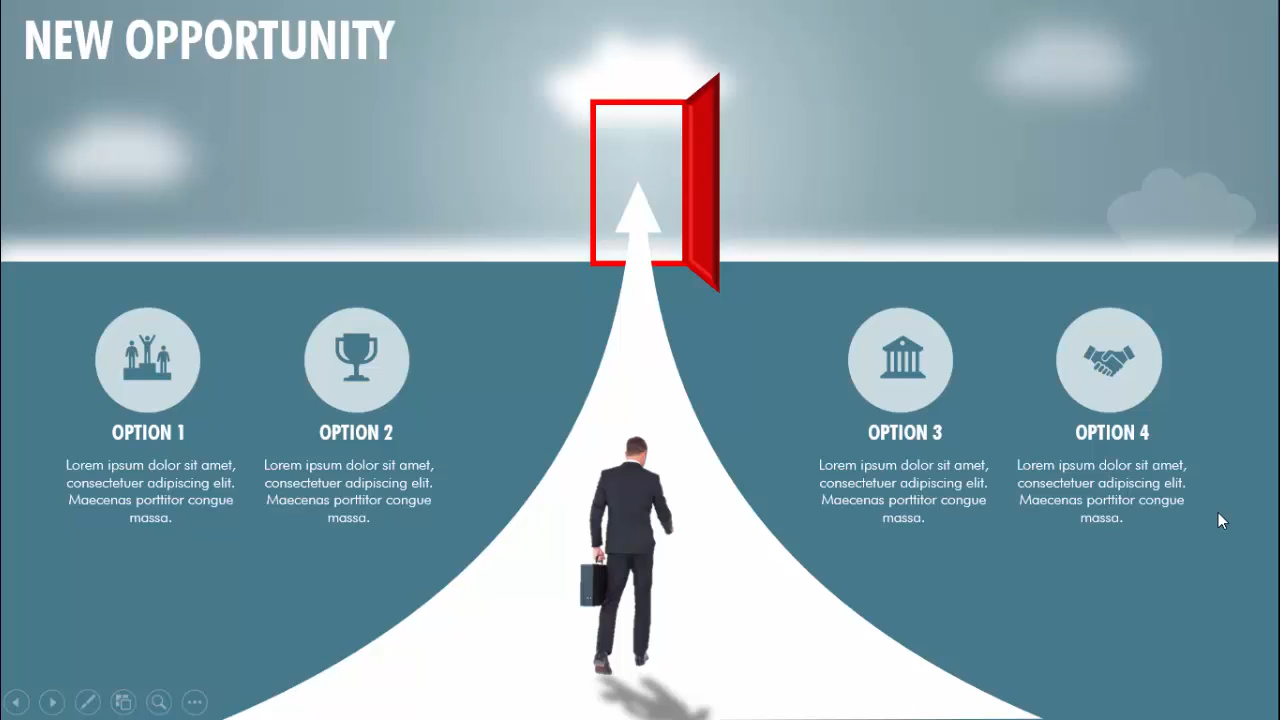 NEW OPPORTUNITY
OPTION 1
Lorem ipsum dolor sit amet,
consectetuer adipiscing elit.
Maecenas porttitor congue
massa.
OPTION 2
Lorem ipsum dolor sit amet,
consectetuer adipiscing elit.
Maecenas porttitor congue
massa.
OPTION 3
Lorem ipsum dolor sit amet,
consectetuer adipiscing elit.
Maecenas porttitor congue
massa.
OPTION 4
Lorem ipsum dolor sit amet,
consectetuer adipiscing elit.
Maecenas porttitor congue
massa.